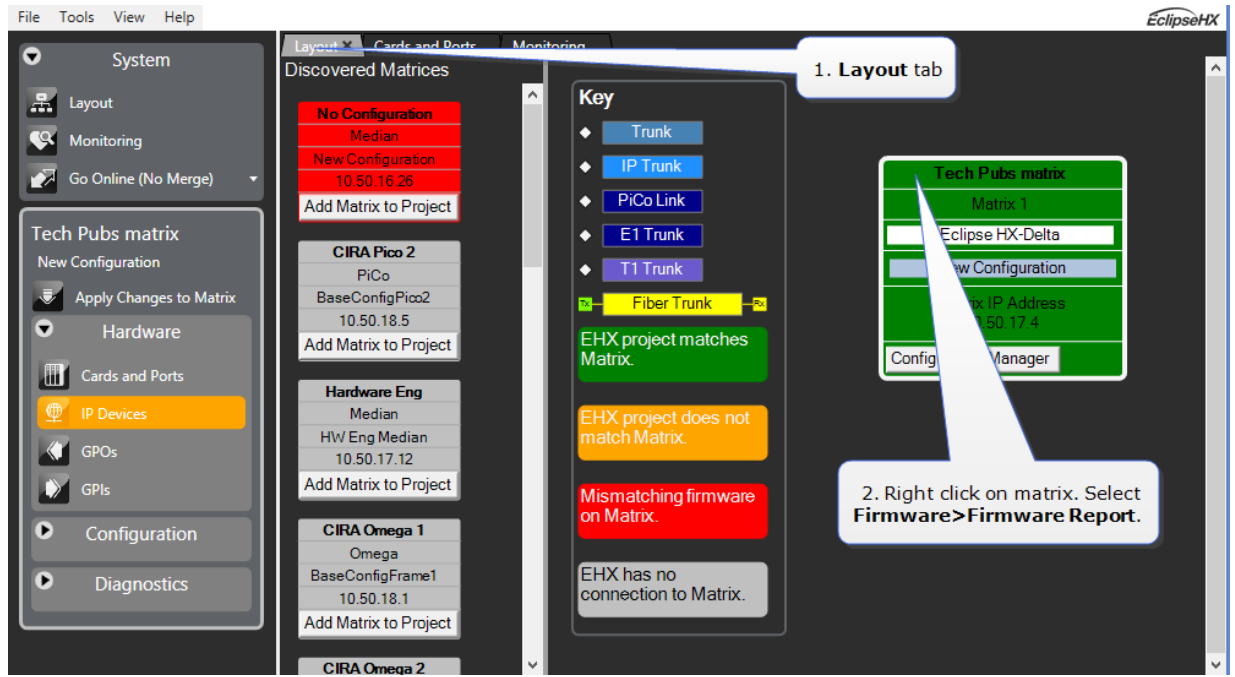 File Tools View Help
EclipseHX
System
Layout
Monitoring
Go Online (No Merge)
Tech Pubs matrix
New Configuration
Apply Changes to Matrix
Hardware
Cards and Ports
IP Devices
GPOs
GPIs
Configuration
Diagnostics
Layout Cards and Ports Monitoring
Discovered Matrices
No Configuration
Median
New Configuration
10.50.16.26
Add Matrix to Project
CIRA Pico 2
PiCo
BaseConfigPico2
10.50.18.5
Add Matrix to Project
Hardware Eng
Median
HW Eng Median
10.50.17.12
Add Matrix to Project
CIRA Omega 1
Omega
BaseConfigFrame1
10.50.18.1
Add Matrix to Project
CIRA Omega 2
Key
Trunk
IP Trunk
PiCo Link
E1 Trunk
T1 Trunk
Tx Fiber Trunk Rx
EHX project matches
Matrix.
EHX project does not
match Matrix.
Mismatching firmware
on Matrix.
EHX has no
connection to Matrix.
1. Layout tab
Tech Pubs matrix
Matrix 1
Eclipse HX-Delta
Configuration
IP Address
.50.17.4
Manager
2. Right click on matrix. Select
Firmware>Firmware Report.